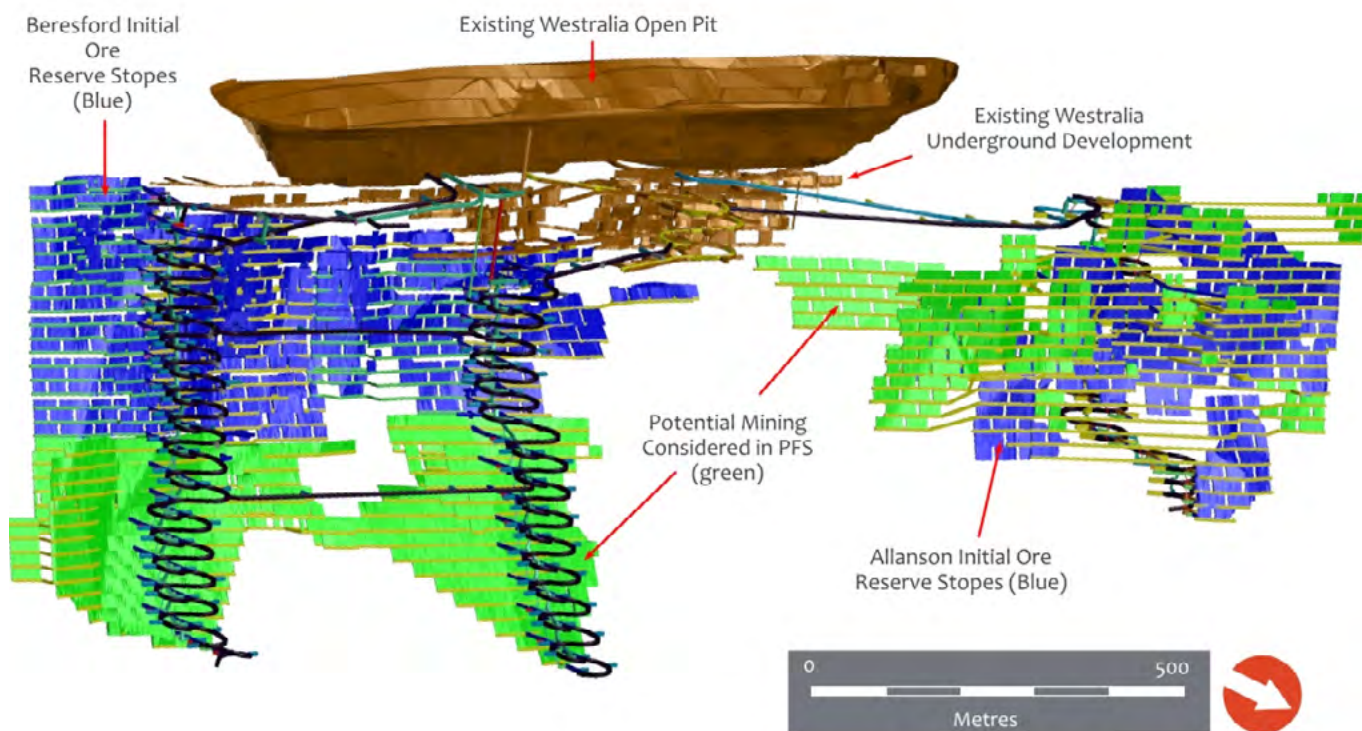 Beresford Initial
Ore
Reserve Stopes
(Blue)
Existing Westralia Open Pit
Existing Westralia
Underground Development
Potential Mining
Considered in PFS
(green)
Allanson Initial Ore
Reserve Stopes (Blue)
0 500
Metres